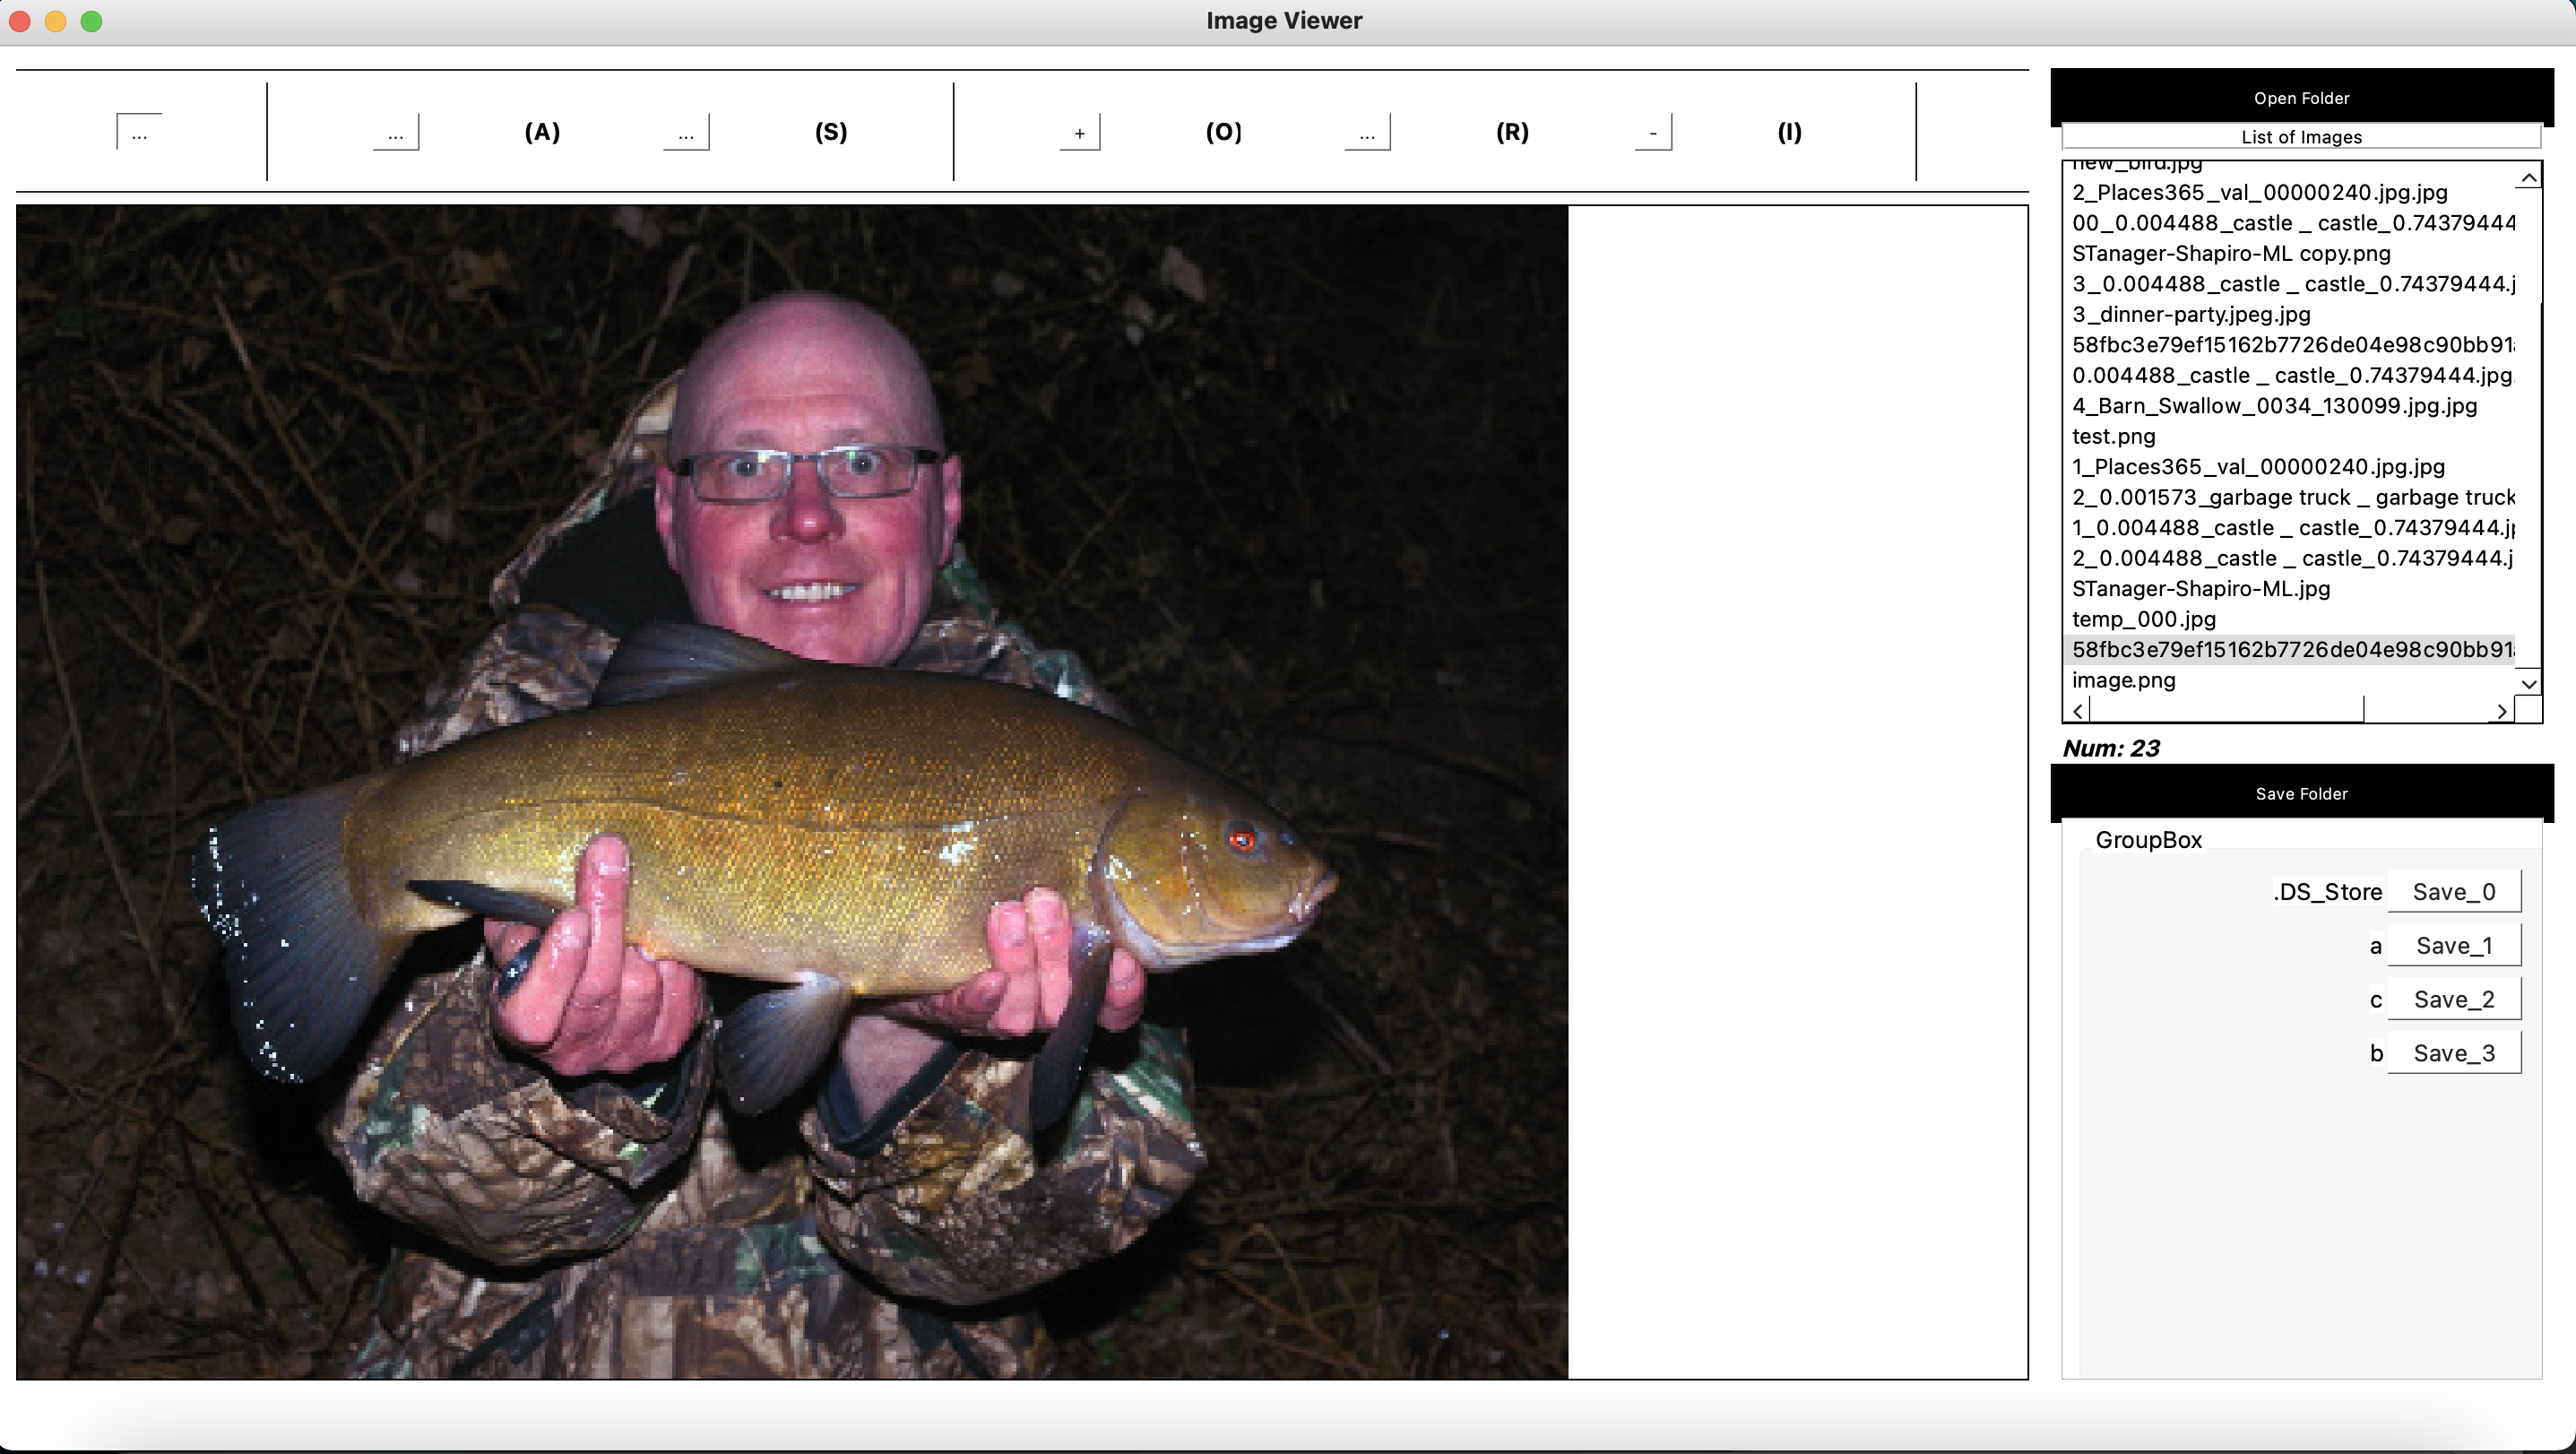 Image Viewer
... ... (A) ... (S) + (O) ... (R) - (I)
Open Folder
List of Images
new_bird.jpg
2_Places365_val_00000240.jpg.jpg
00_0.004488_castle _ castle_0.74379444
STanager-Shapiro-ML copy.png
3_0.004488_castle _ castle_0.74379444.j
3_dinner-party.jpeg.jpg
58fbc3e79ef15162b7726de04e98c90bb91
0.004488_castle _ castle_0.74379444.jpg.
4_Barn_Swallow_0034_130099.jpg.jpg
test.png
1_Places365_val_00000240.jpg.jpg
2_0.001573_garbage truck _ garbage truck
1_0.004488_castle _ castle_0.74379444.jp
2_0.004488_castle _ castle_0.74379444.j
STanager-Shapiro-ML.jpg
temp_000.jpg
58fbc3e79ef15162b7726de04e98c90bb91
image.png
Num: 23
Save Folder
GroupBox
.DS_Store Save_0
a Save_1
c Save_2
b Save_3